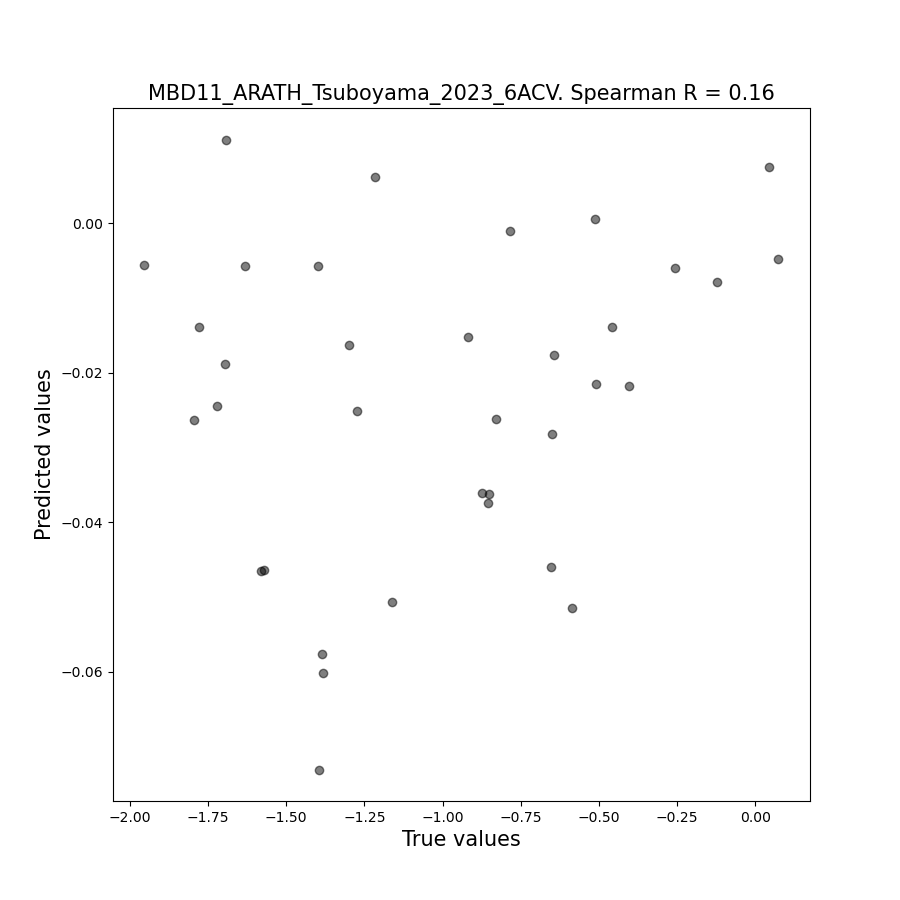 MBD11_ARATH_Tsuboyama_2023_6ACV. Spearman R = 0.16
0.00
−0.02
−0.04
−0.06
Predicted values
−2.00 −1.75 −1.50 −1.25 −1.00 −0.75 −0.50 −0.25 0.00
True values